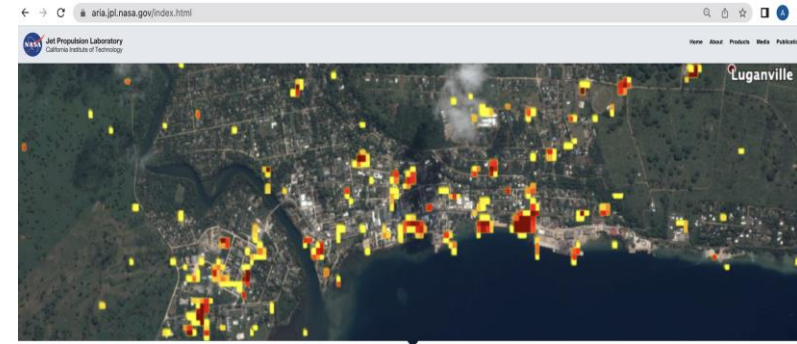 aria.jpl.nasa.gov/index.html
A
NASA
Jet Propulsion Laboratory
California Institute of Technology
Home About Products Media Publicatio
Luganville